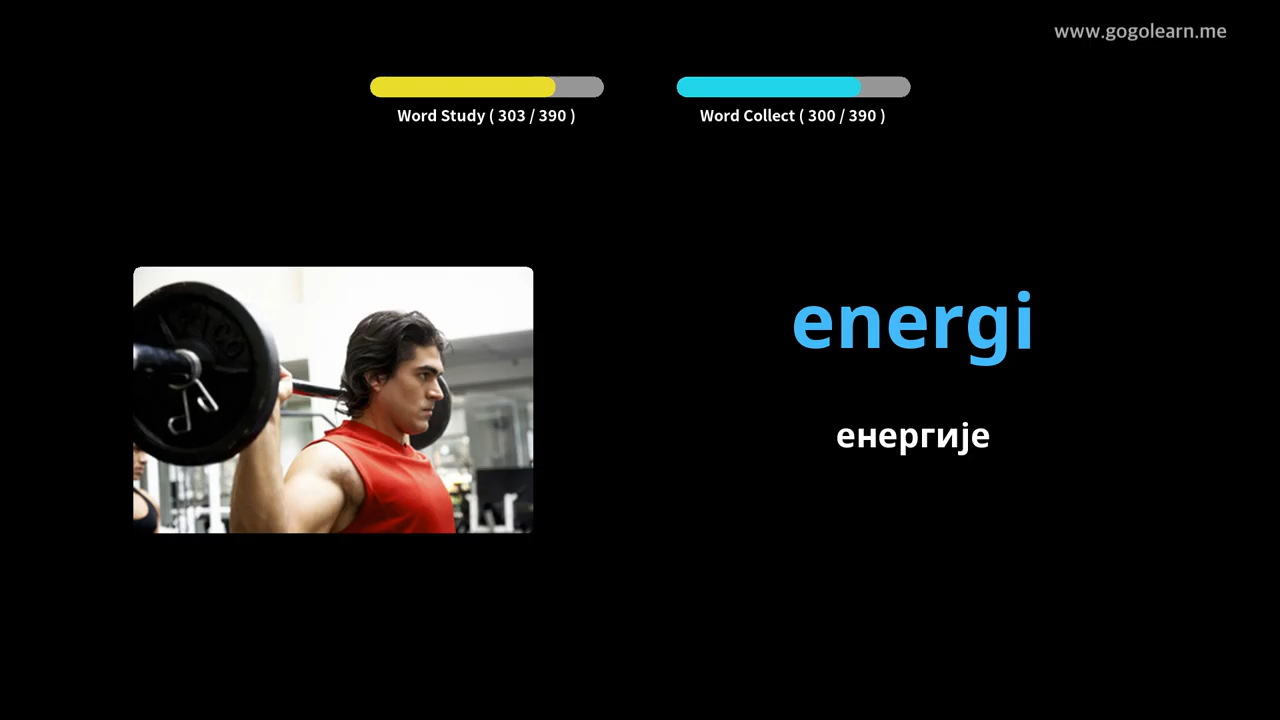 www.gogolearn.me
Word Study ( 303 / 390 )
Word Collect ( 300 / 390 )
energi
енергије